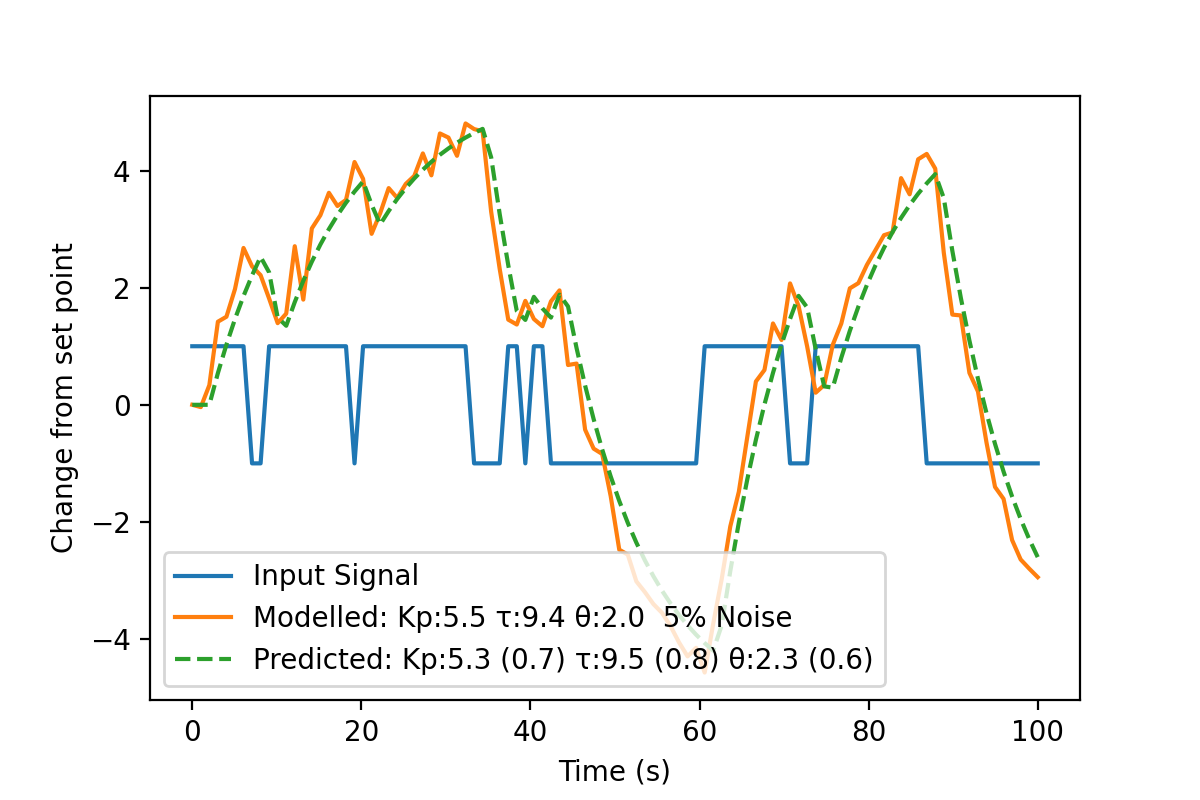 4
2
0
−2
−4
Change from set point
Input Signal
Modelled: Kp:5.5 τ:9.4 θ:2.0  5% Noise
Predicted: Kp:5.3 (0.7) τ:9.5 (0.8) θ:2.3 (0.6)
0 20 40 60 80 100
Time (s)